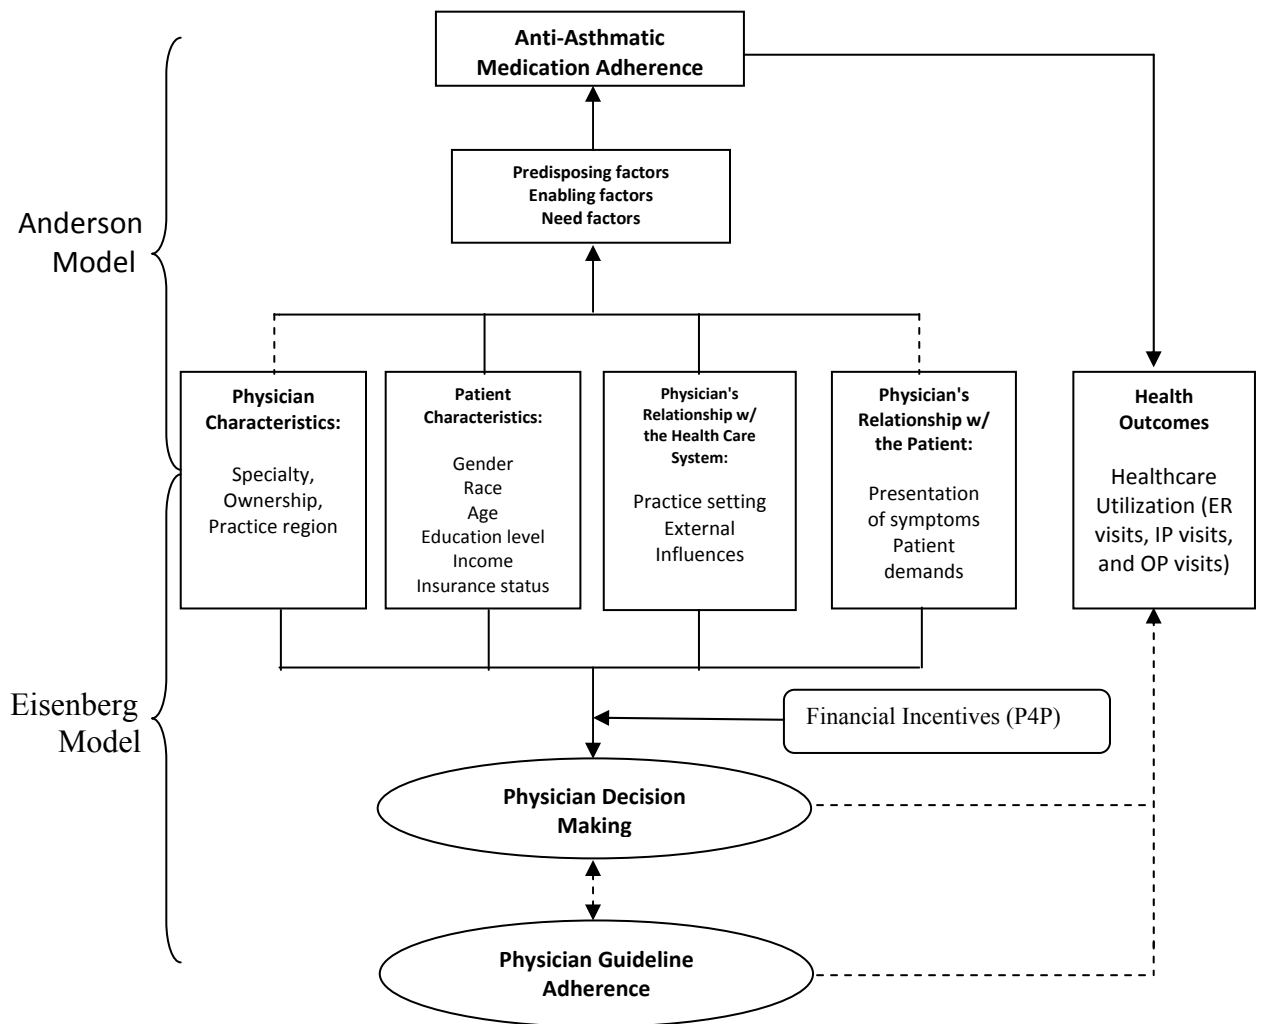 Anti-Asthmatic
Medication Adherence
Predisposing factors
Enabling factors
Need factors
Anderson
Model
Physician
Characteristics:
Specialty,
Ownership,
Practice region
Patient
Characteristics:
Gender
Race
Age
Education level
Income
Insurance status
Physician's
Relationship w/
the Health Care
System:
Practice setting
External
Influences
Physician's
Relationship w/
the Patient:
Presentation
of symptoms
Patient
demands
Health
Outcomes
Healthcare
Utilization (ER
visits, IP visits,
and OP visits)
Eisenberg
Model
Financial Incentives (P4P)
Physician Decision
Making
Physician Guideline
Adherence